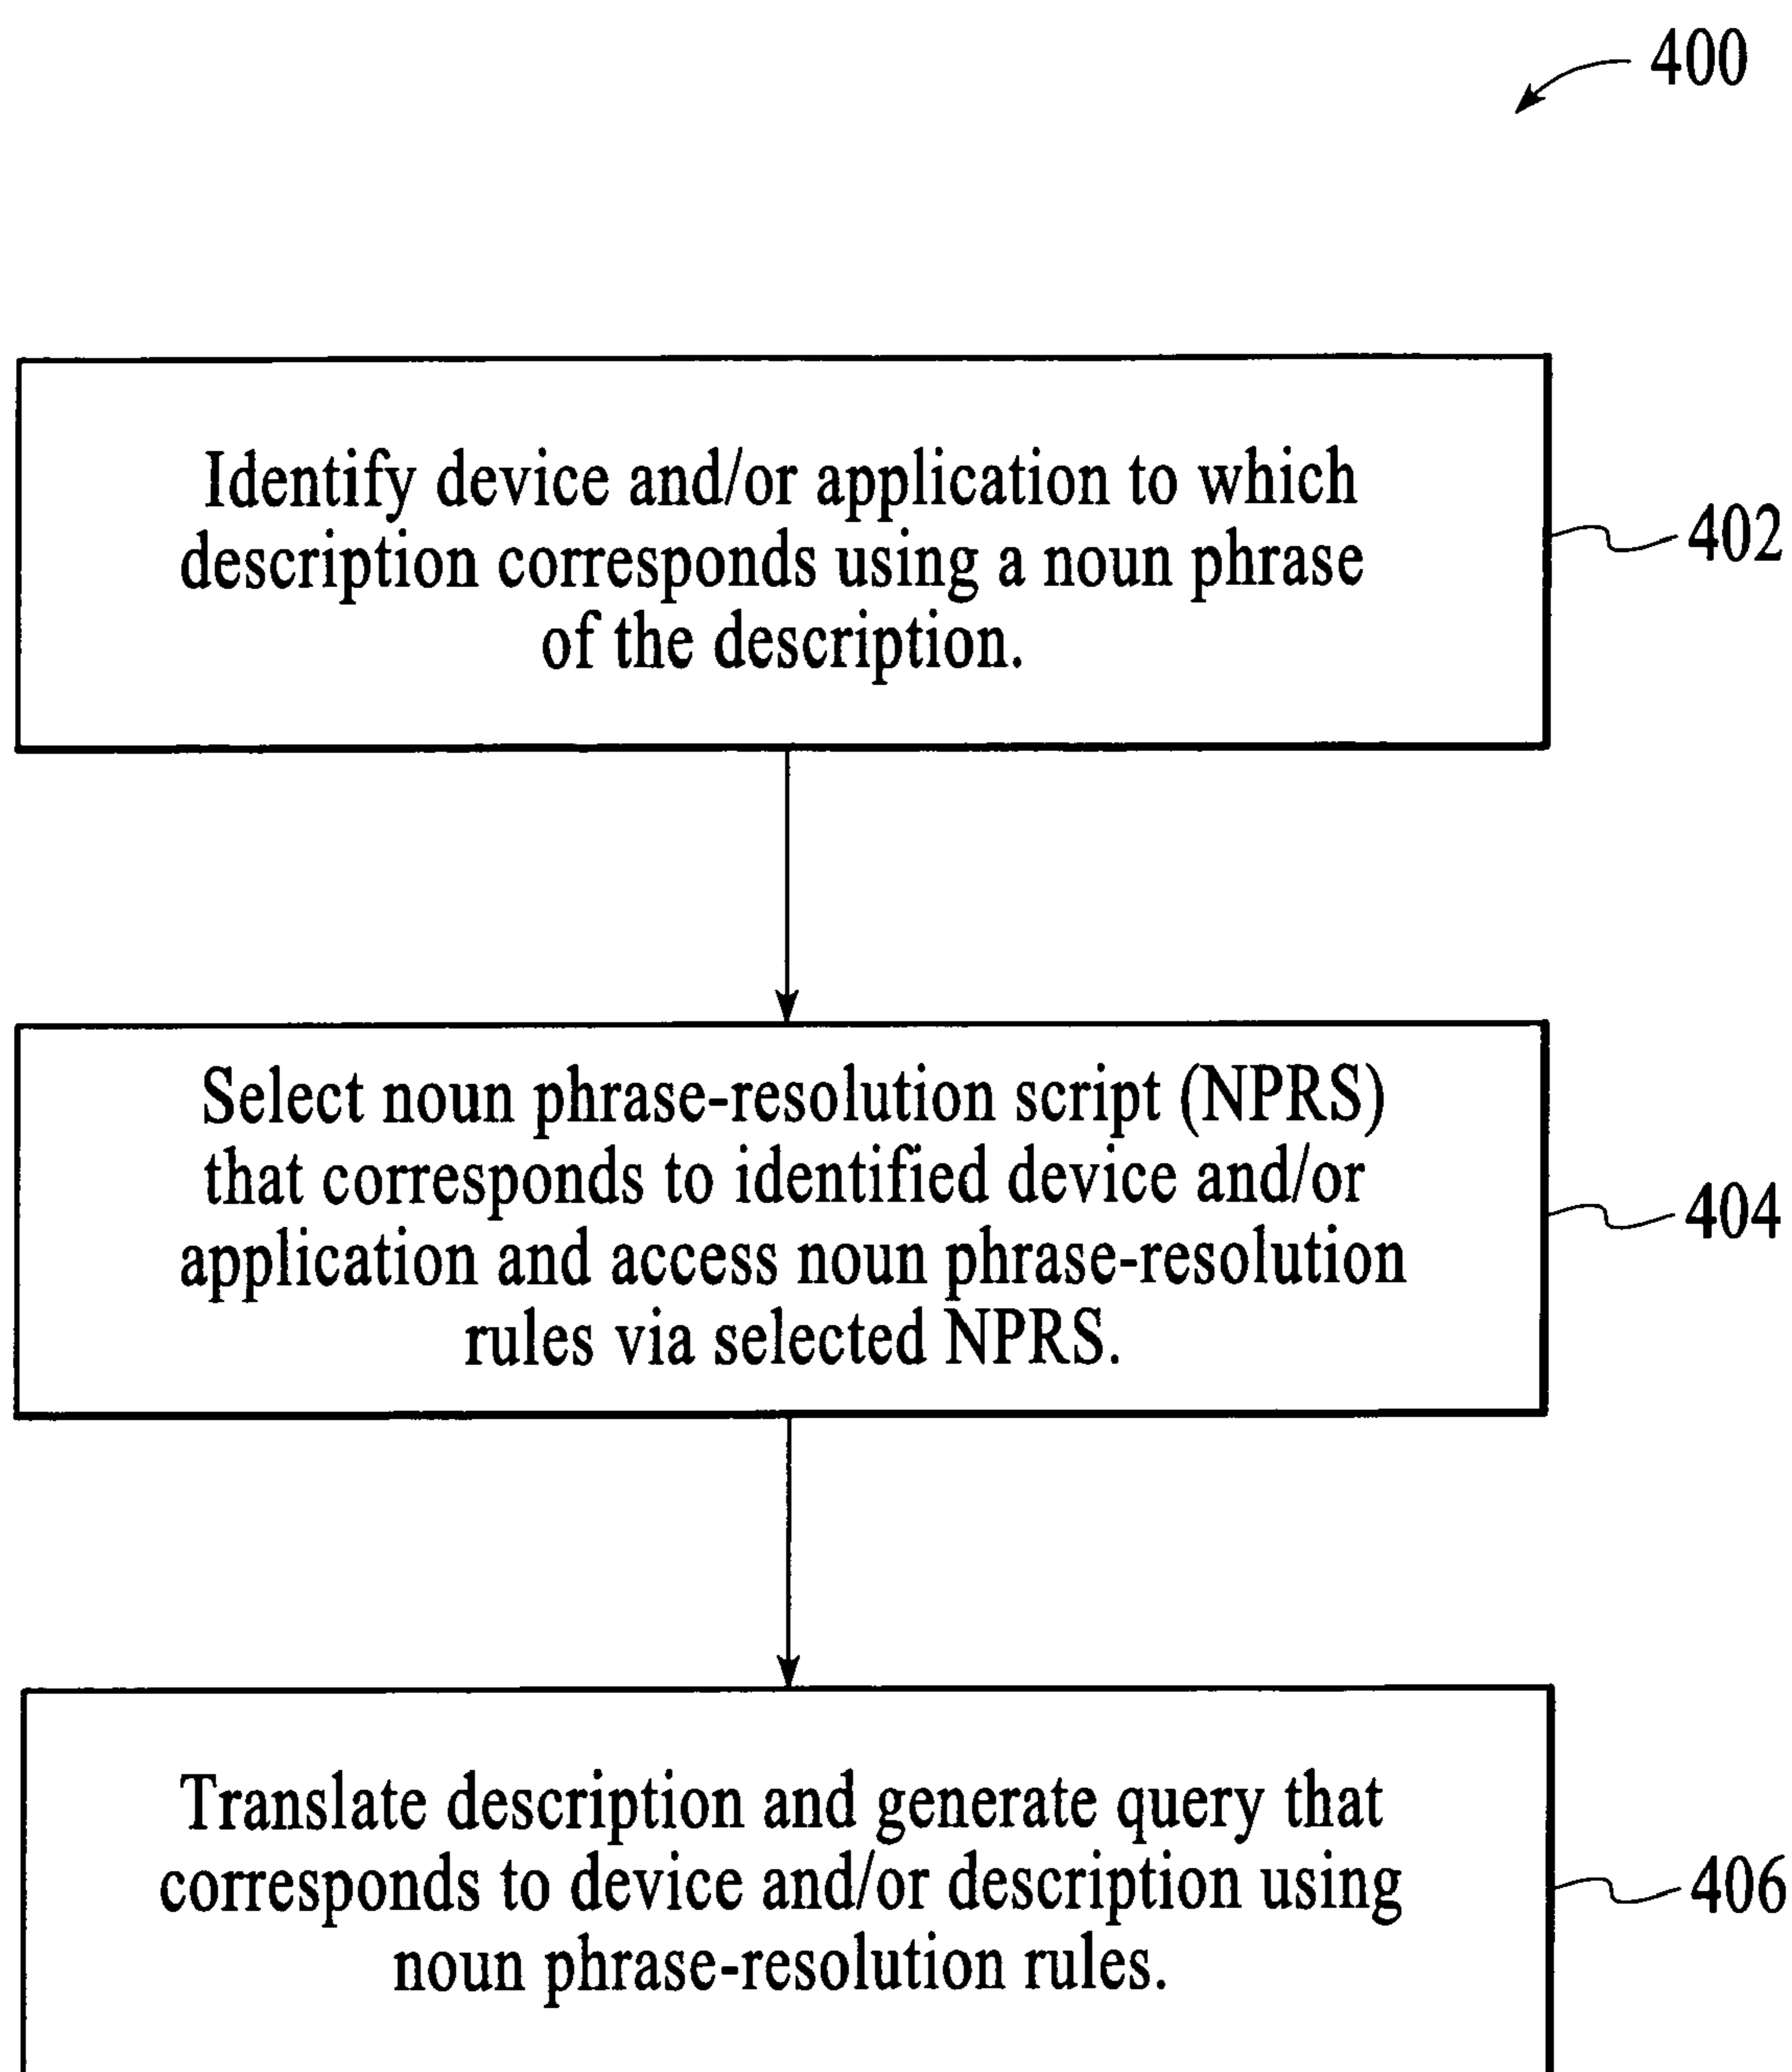 400
Identify device and/or application to which
description corresponds using a noun phrase
of the description.
402
Select noun phrase-resolution script (NPRS)
that corresponds to identified device and/or
application and access noun phrase-resolution
rules via selected NPRS.
404
Translate description and generate query that
corresponds to device and/or description using
noun phrase-resolution rules.
406